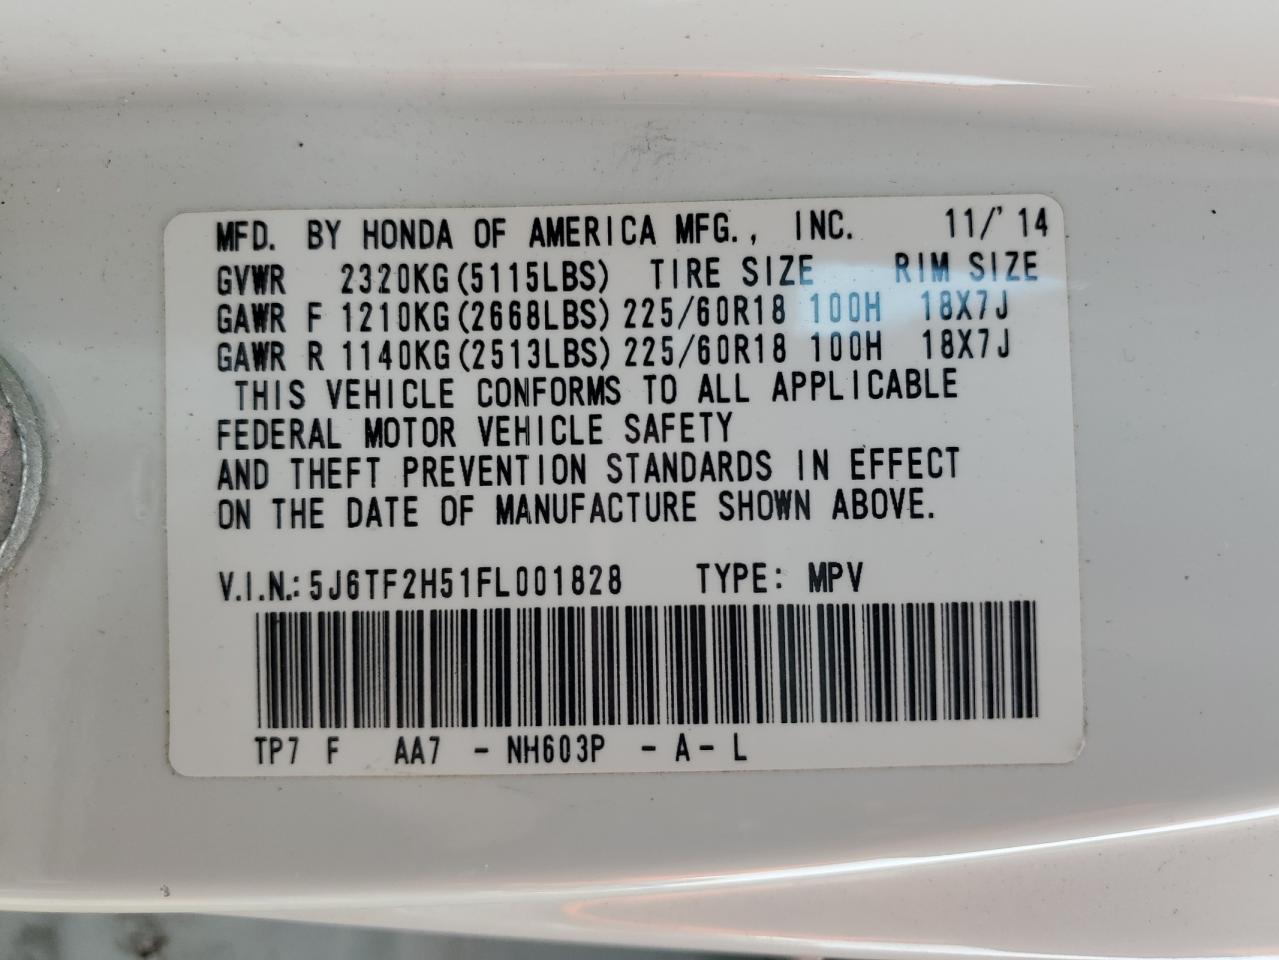 MFD. BY HONDA OF AMERICA MFG., INC. 11/'14
GVWR 2320KG(5115LBS) TIRE SIZE RIM SIZE
GAWR F 1210KG(2668LBS) 225/60R18 100H 18X7J
GAWR R 1140KG(2513LBS) 225/60R18 100H 18X7J
THIS VEHICLE CONFORMS TO ALL APPLICABLE
FEDERAL MOTOR VEHICLE SAFETY
AND THEFT PREVENTION STANDARDS IN EFFECT
ON THE DATE OF MANUFACTURE SHOWN ABOVE.
V.I.N.: 5J6TF2H51FL001828 TYPE: MPV
TP7 F AA7 - NH603P - A - L